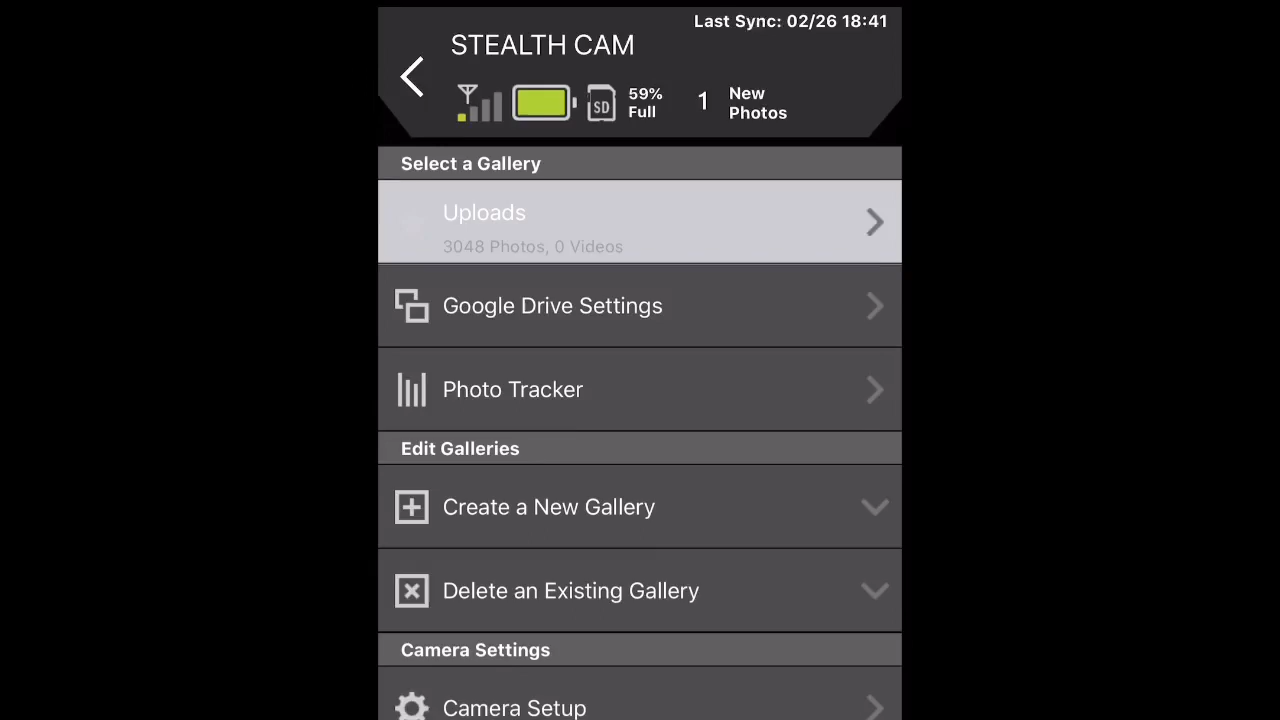 Last Sync: 02/26 18:41
STEALTH CAM
SD
59%
Full
1
New
Photos
Select a Gallery
Uploads
3048 Photos, 0 Videos
Google Drive Settings
Photo Tracker
Edit Galleries
Create a New Gallery
Delete an Existing Gallery
Camera Settings
Camera Setup